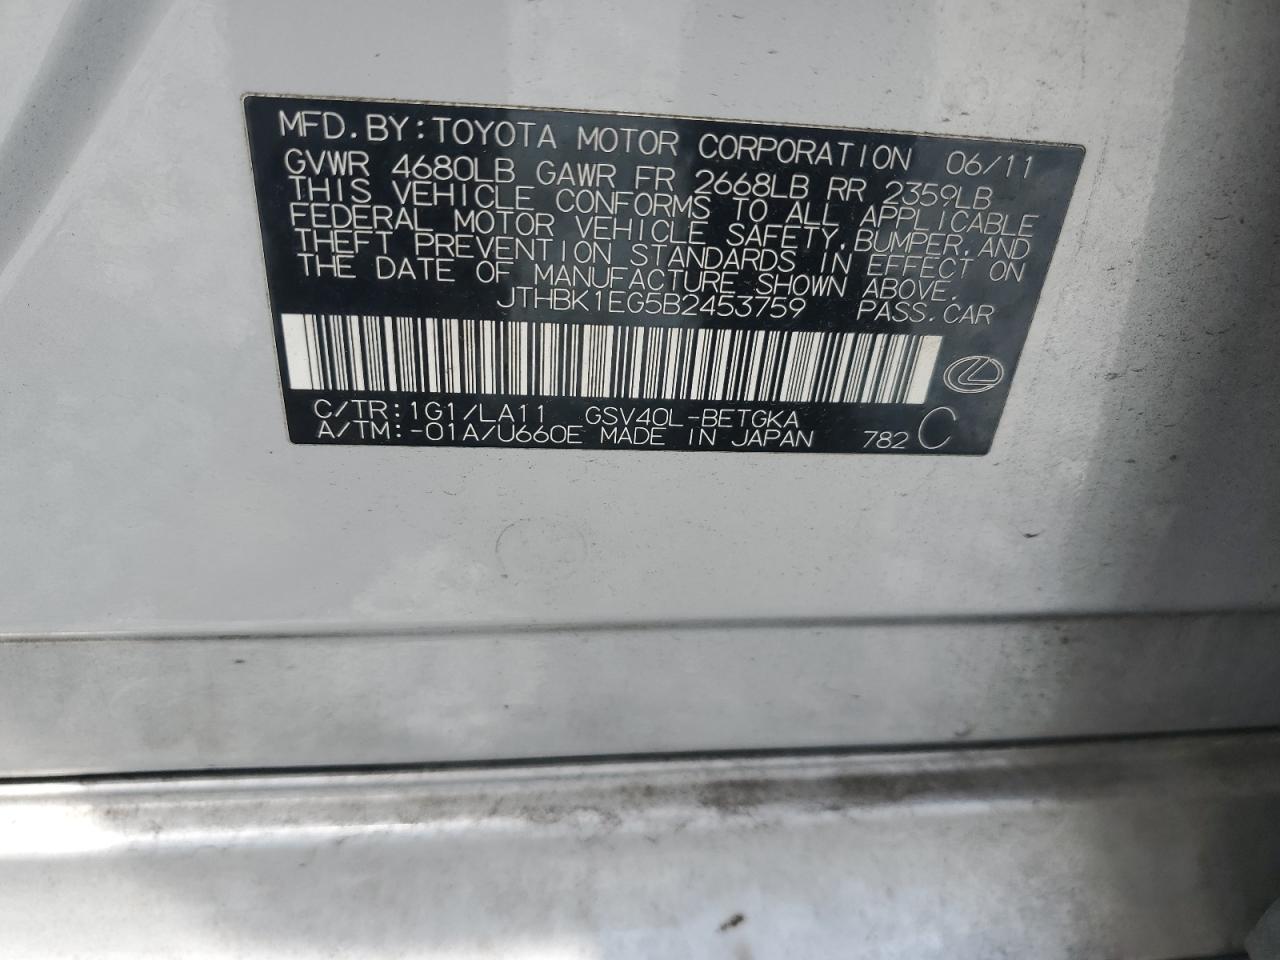 MFD.BY:TOYOTA MOTOR CORPORATION 06/11
GVWR 4680LB GAWR FR 2668LB RR 2359LB
THIS VEHICLE CONFORMS TO ALL APPLICABLE
FEDERAL MOTOR VEHICLE SAFETY,BUMPER,AND
THEFT PREVENTION STANDARDS IN EFFECT ON
THE DATE OF MANUFACTURE SHOWN ABOVE.
JTHBK1EG5B2453759 PASS.CAR
C/TR:1G1/LA11 GSV40L-BETGKA
A/TM:-01A/U660E MADE IN JAPAN 782 C